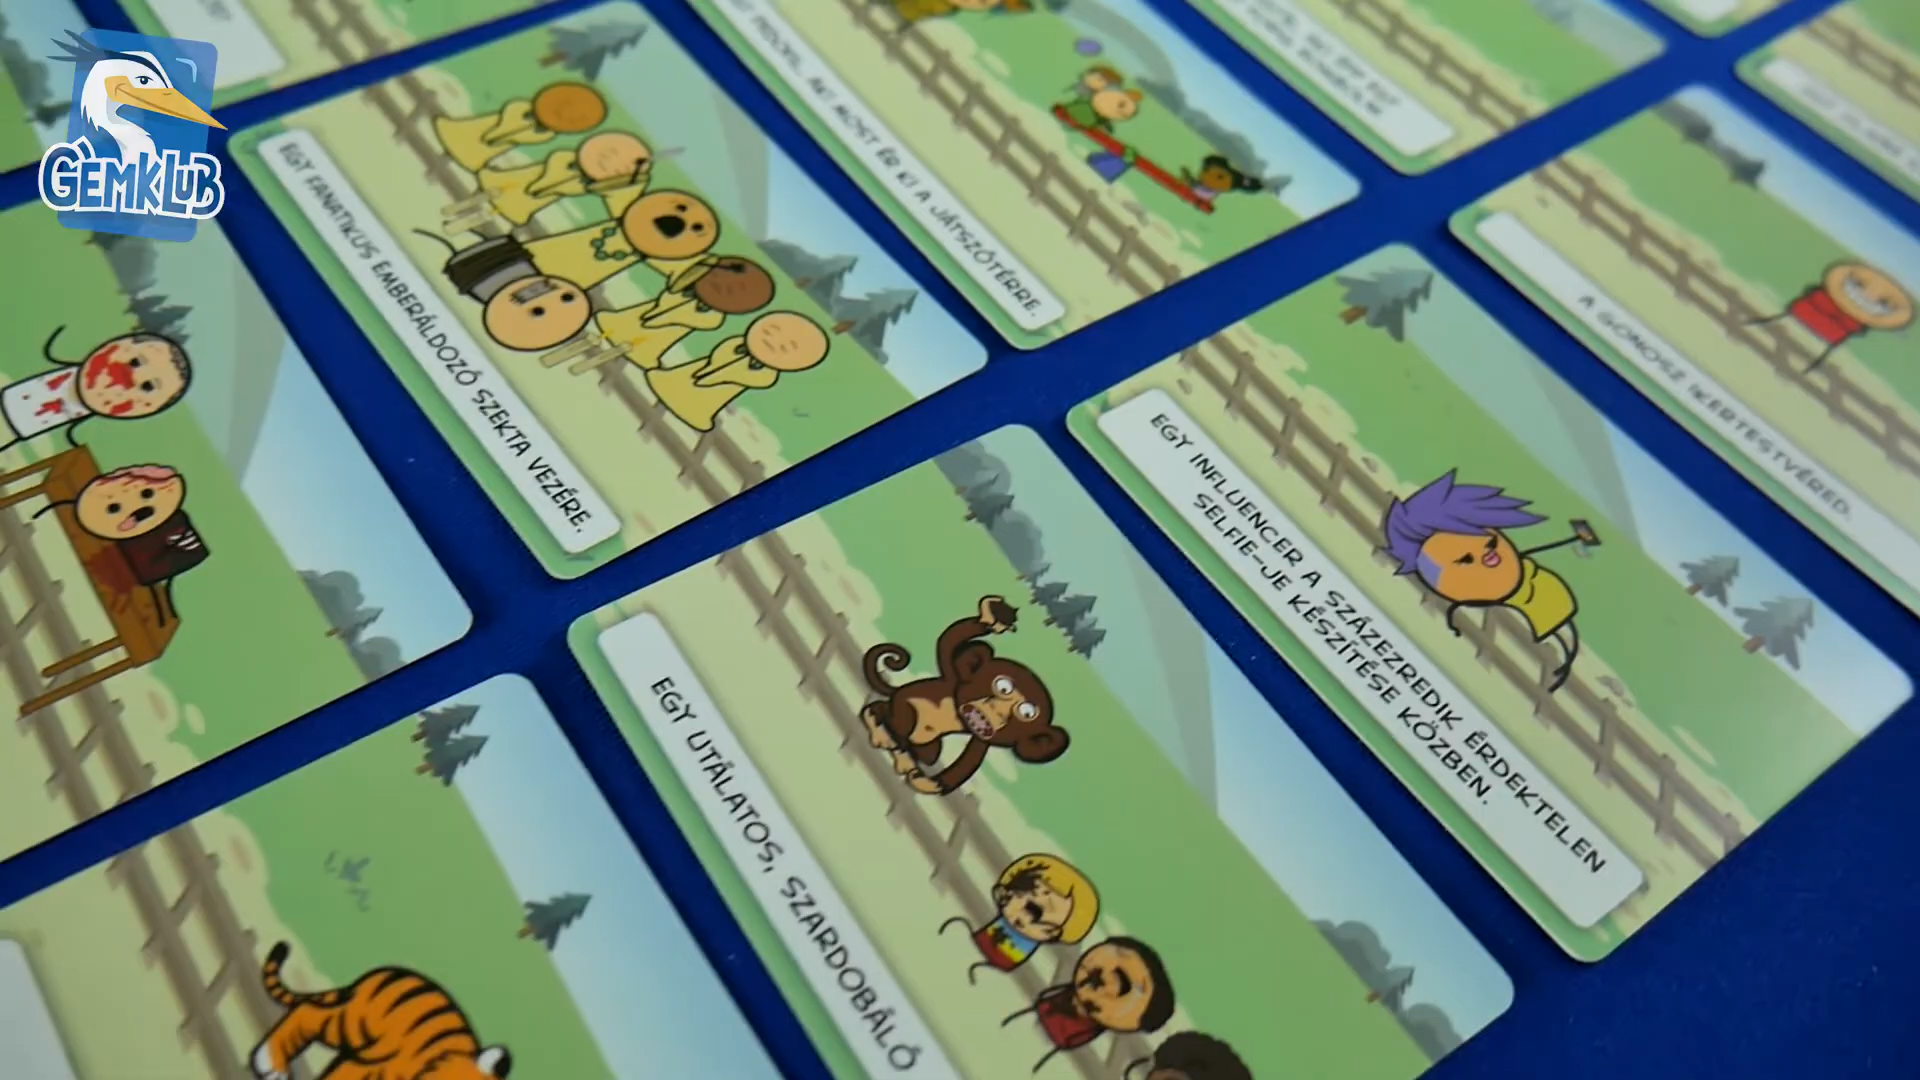 GÉMKLUB
EGY FANATIKUS EMBERÁLDOZÓ SZEKTA VEZÉRE.
PEDOFIL, AKI MOST ÉR KI A JÁTSZÓTÉRRE.
A GONOSZ IKERTESTVÉRED.
EGY INFLUENCER A SZÁZEZREDIK ÉRDEKTELEN
SELFIE-JE KÉSZÍTÉSE KÖZBEN.
EGY UTÁLATOS, SZARDOBÁLÓ